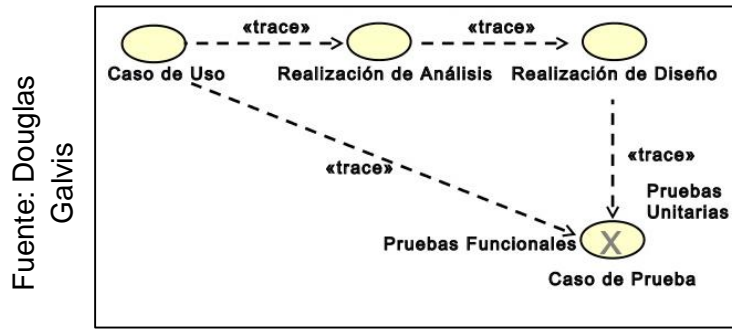 Fuente: Douglas
Galvis
«trace»
«trace»
Caso de Uso
Realización de Análisis
Realización de Diseño
«trace»
«trace»
Pruebas
Unitarias
Pruebas Funcionales
X
Caso de Prueba